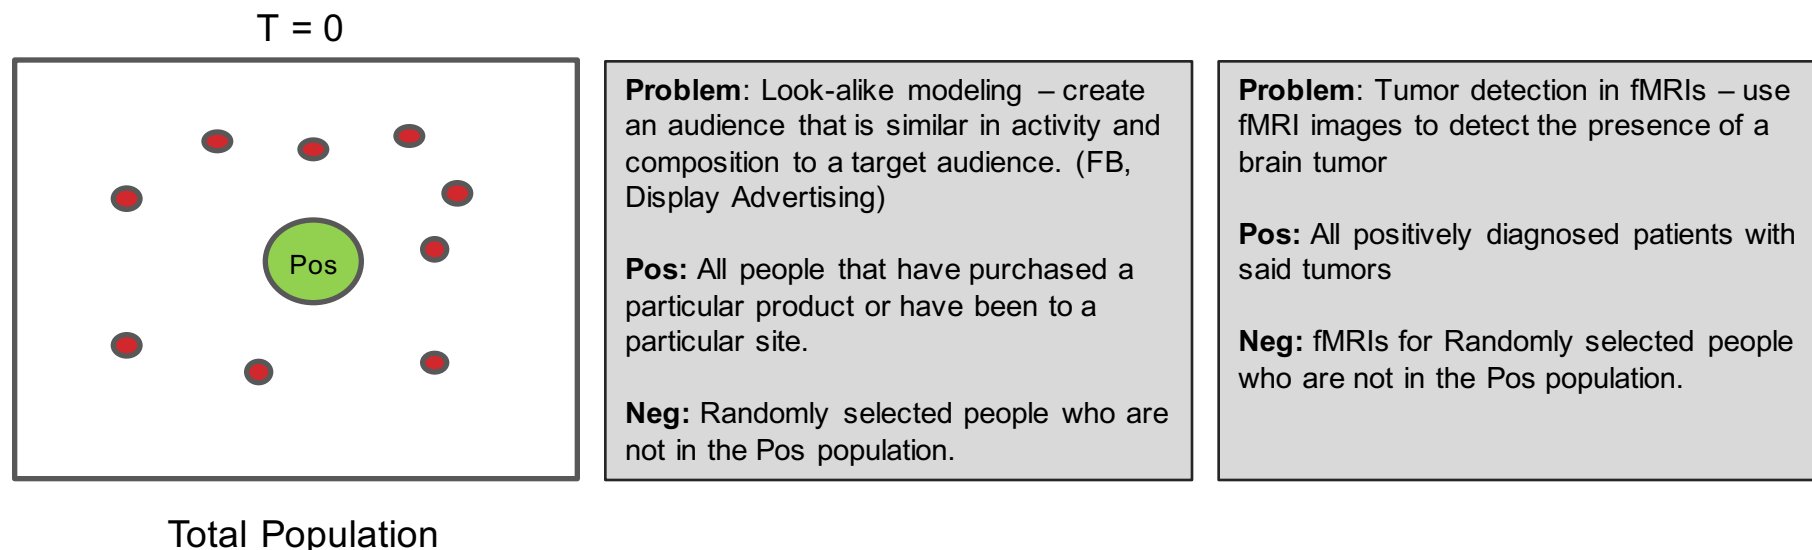 T = 0
Pos
Total Population
Problem: Look-alike modeling – create
an audience that is similar in activity and
composition to a target audience. (FB,
Display Advertising)
Pos: All people that have purchased a
particular product or have been to a
particular site.
Neg: Randomly selected people who are
not in the Pos population.
Problem: Tumor detection in fMRIs – use
fMRI images to detect the presence of a
brain tumor
Pos: All positively diagnosed patients with
said tumors
Neg: fMRIs for Randomly selected people
who are not in the Pos population.